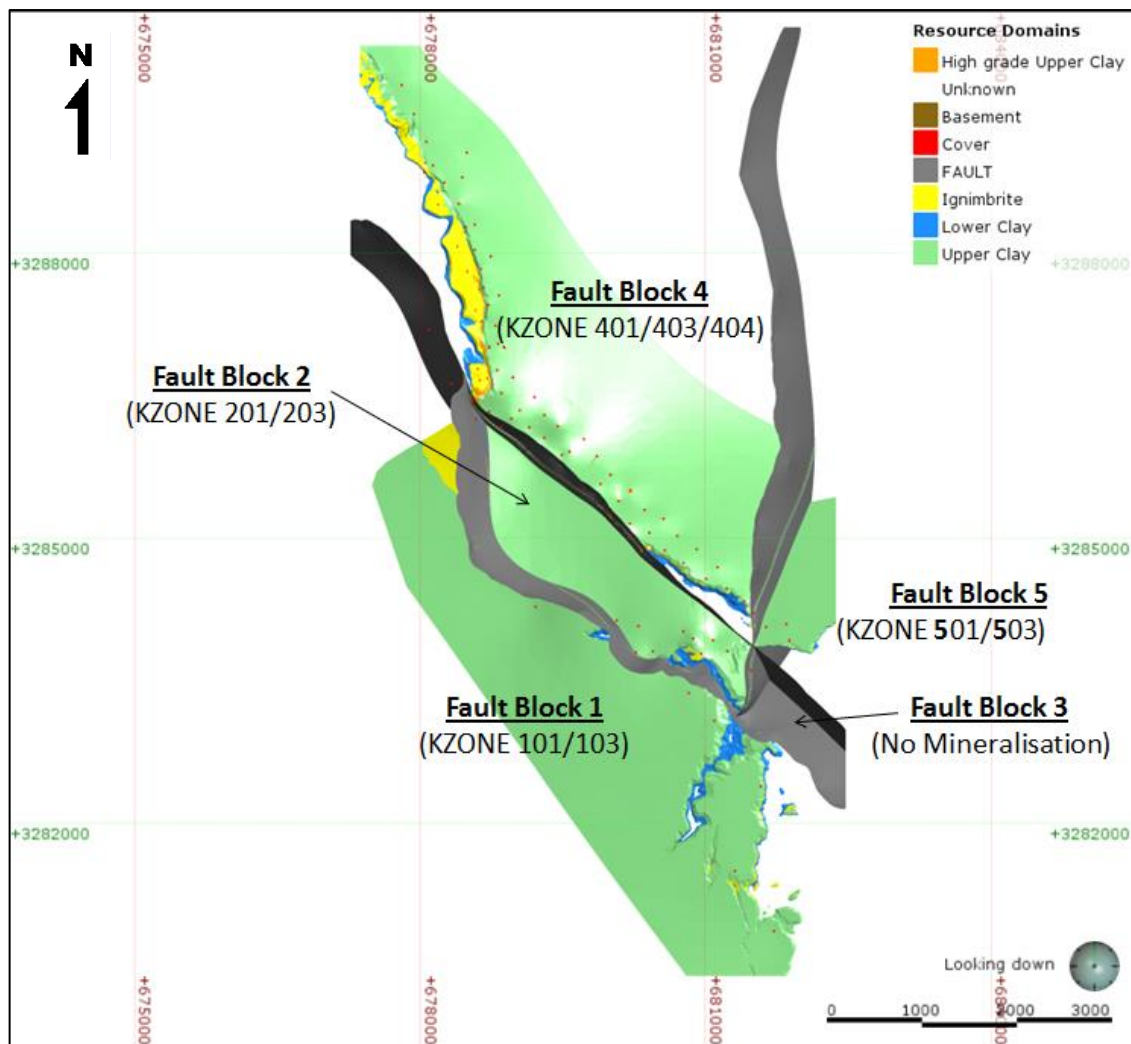 N
+675000
+678000
+681000
Resource Domains
High grade Upper Clay
Unknown
Basement
Cover
FAULT
Ignimbrite
Lower Clay
Upper Clay
+3288000
+3288000
Fault Block 4
(KZONE 401/403/404)
Fault Block 2
(KZONE 201/203)
+3285000
+3285000
Fault Block 5
(KZONE 501/503)
Fault Block 1
(KZONE 101/103)
Fault Block 3
(No Mineralisation)
+3282000
+3282000
Looking down
0 1000 2000 3000
+675000
+678000
+681000